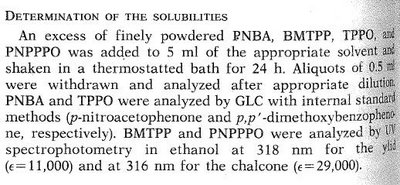 DETERMINATION OF THE SOLUBILITIES
An excess of finely powdered PNBA, BMTPP, TPPO, and
PNPPPO was added to 5 ml of the appropriate solvent and
shaken in a thermostatted bath for 24 h. Aliquots of 0.5 ml
were withdrawn and analyzed after appropriate dilution.
PNBA and TPPO were analyzed by GLC with internal standard
methods (p-nitroacetophenone and p,p'-dimethoxybenzopheno-
ne, respectively). BMTPP and PNPPPO were analyzed by UV
spectrophotometry in ethanol at 318 nm for the ylid
(ϵ=11,000) and at 316 nm for the chalcone (ϵ=29,000).